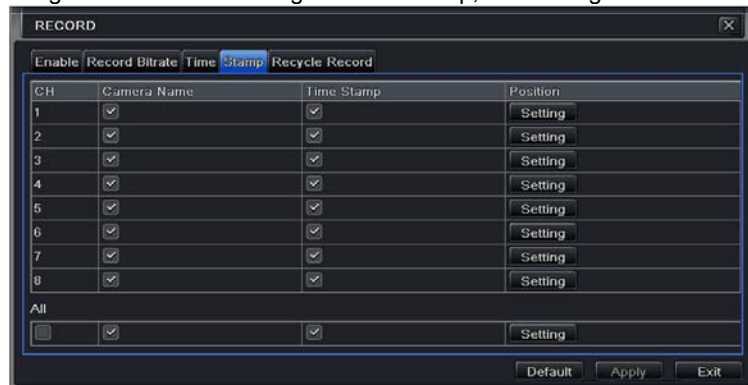 RECORD
Enable Record Bitrate Time Stamp Recycle Record
CH Camera Name Time Stamp Position
1 Setting
2 Setting
3 Setting
4 Setting
5 Setting
6 Setting
7 Setting
8 Setting
All
Setting
Default Apply Exit